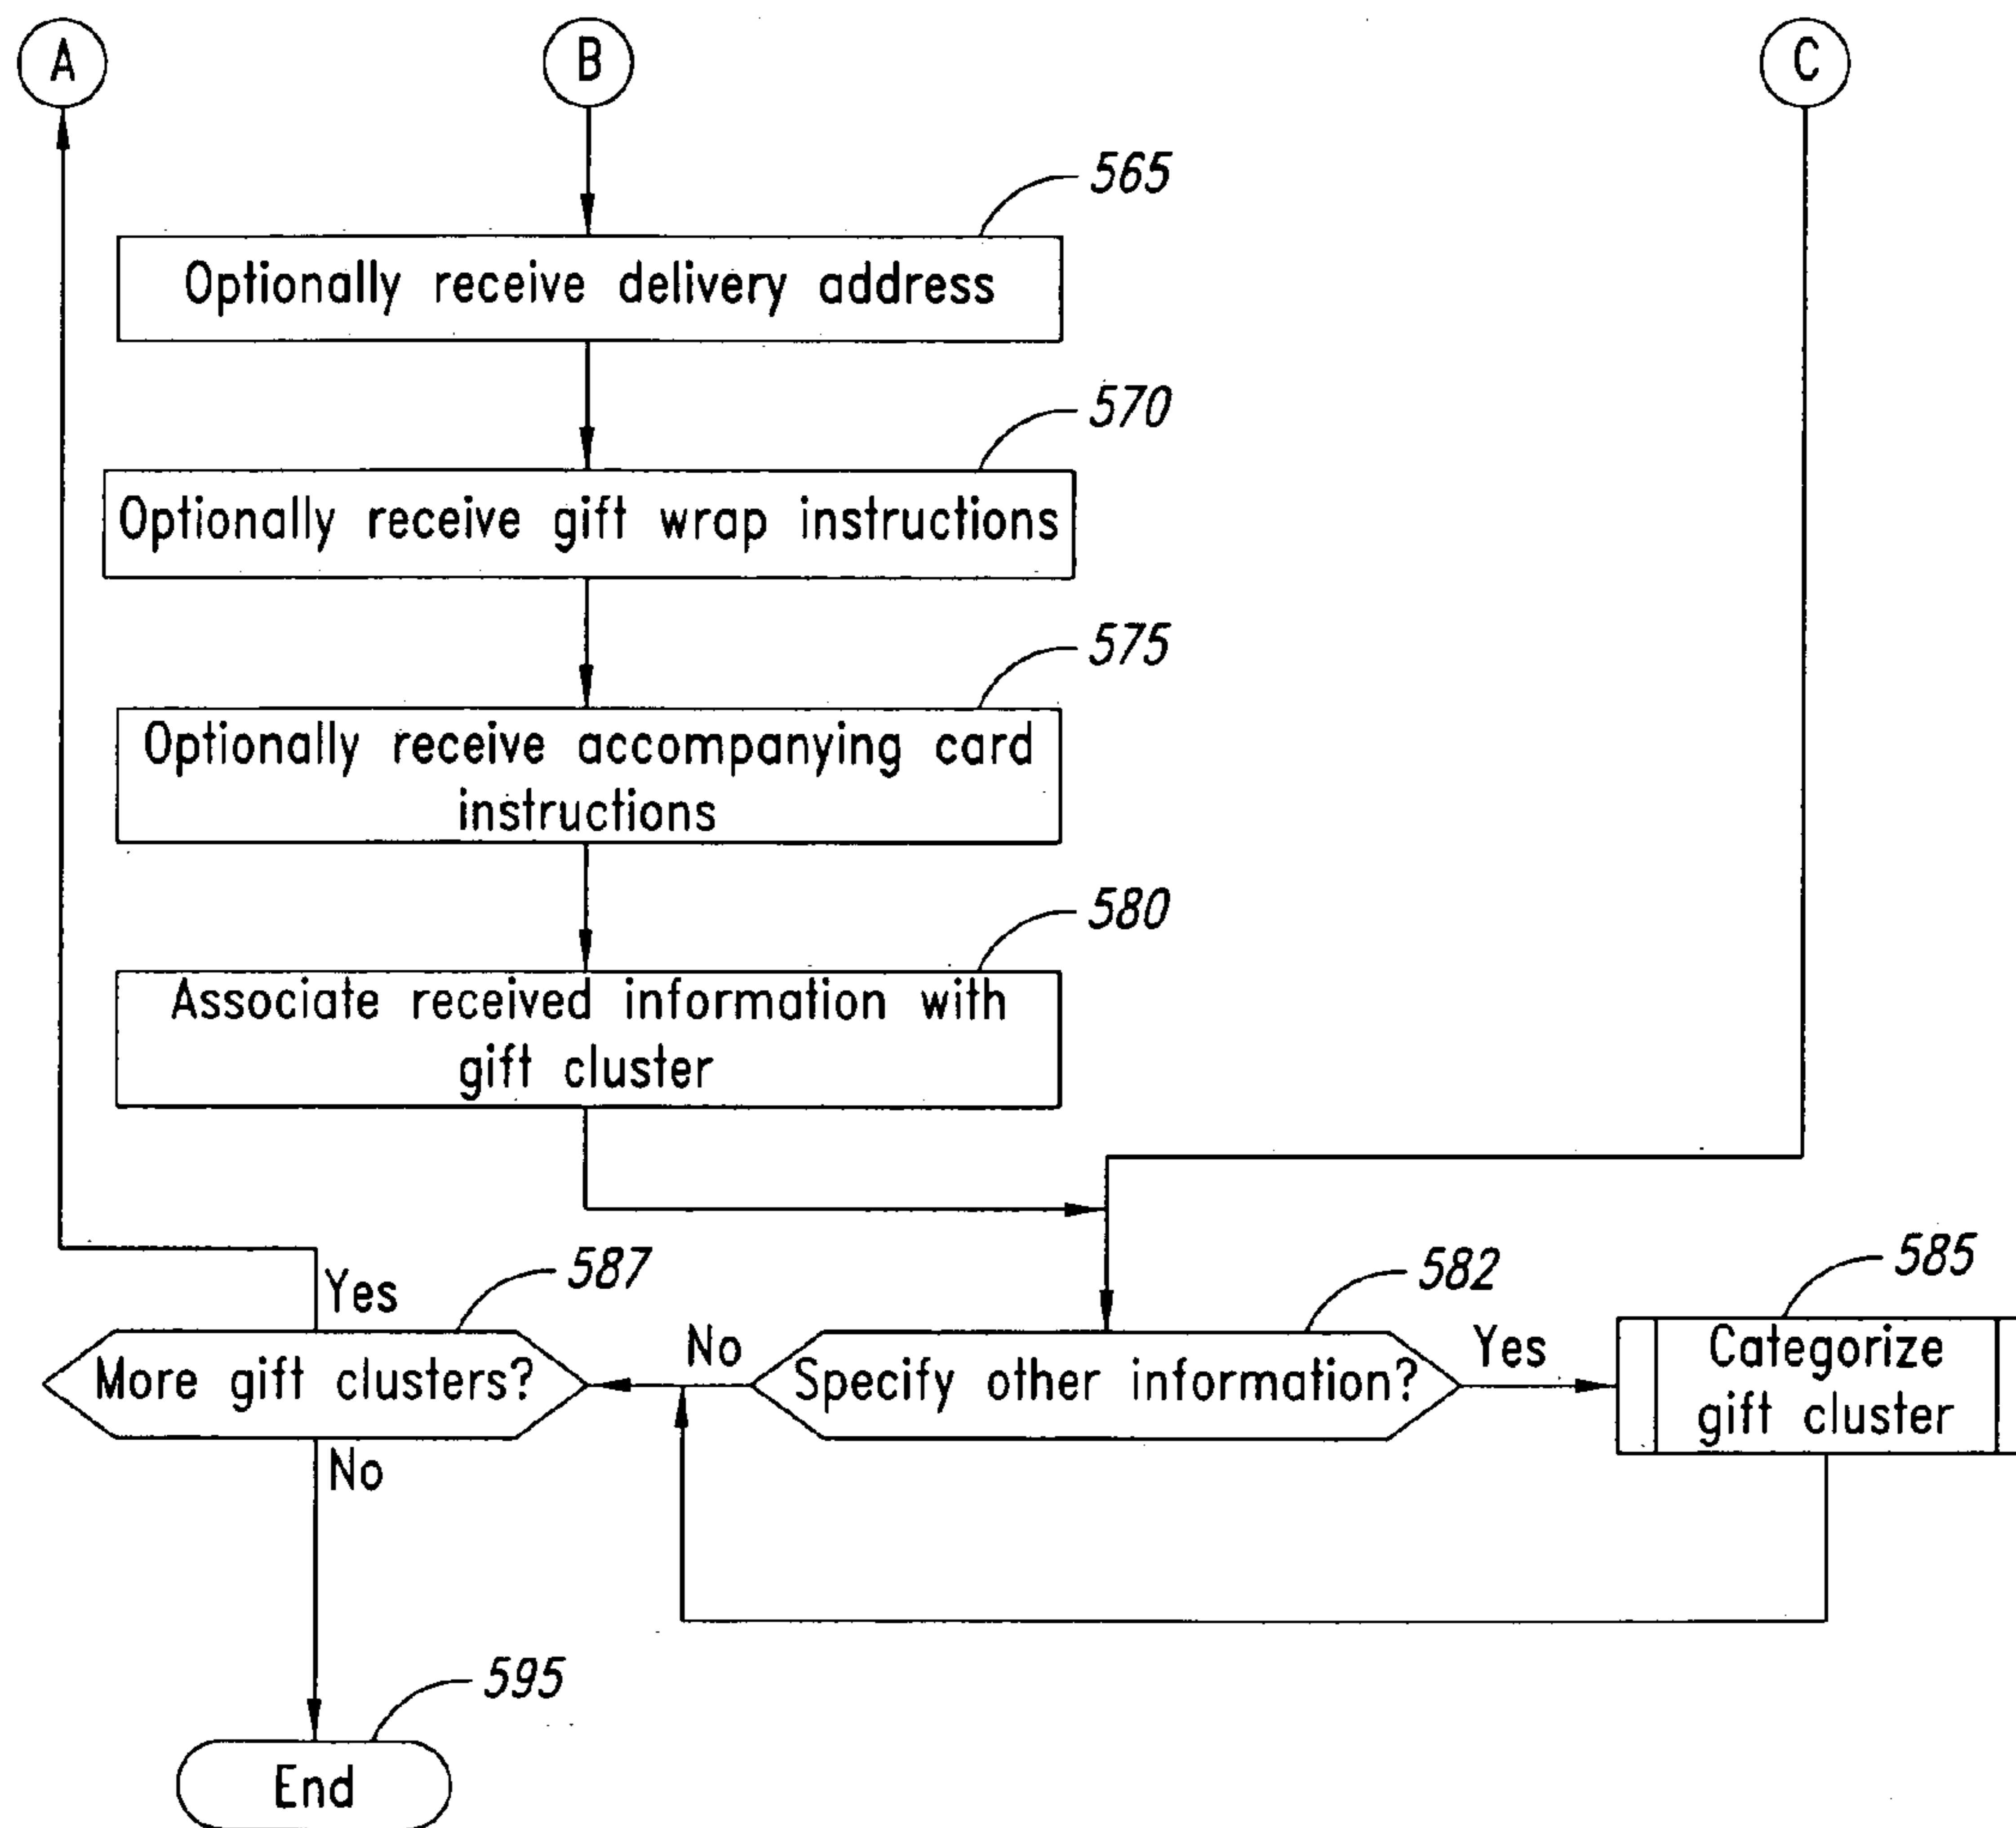 A
B
C
565
Optionally receive delivery address
570
Optionally receive gift wrap instructions
575
Optionally receive accompanying card
instructions
580
Associate received information with
gift cluster
587
582
585
Yes
More gift clusters?
No
Specify other information?
Yes
Categorize
gift cluster
No
595
End